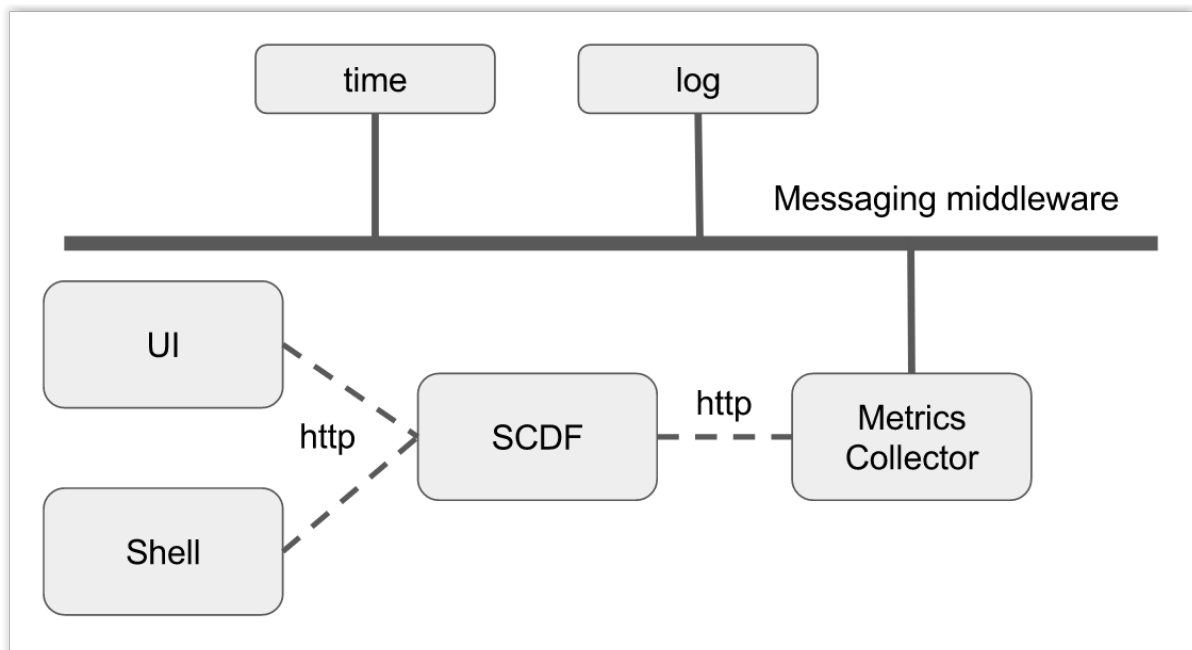 time
log
Messaging middleware
UI
http
SCDF
http
Metrics
Collector
Shell